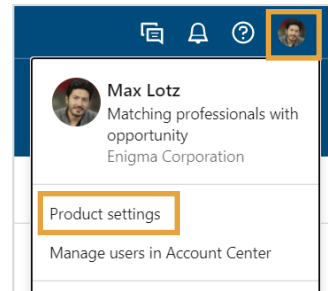 Max Lotz
Matching professionals with
opportunity
Enigma Corporation
Product settings
Manage users in Account Center